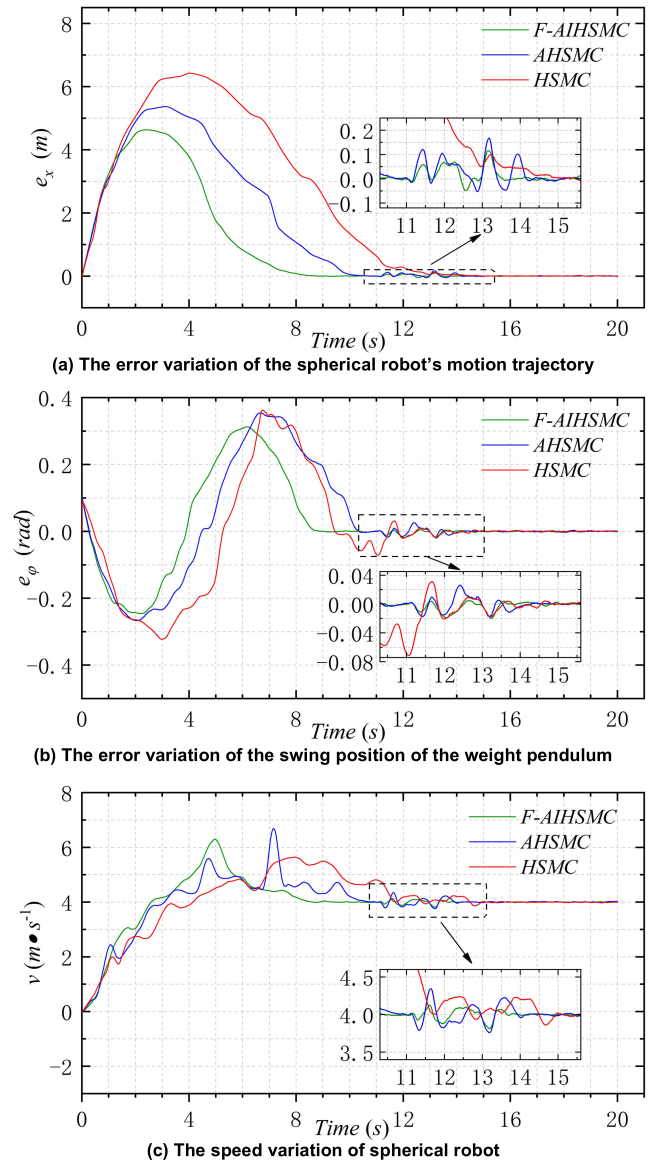 8
6
4
2
0
e_x (m)
F-AIHSMC
AHSMC
HSMC
0.2
0.1
0.0
−0.1
11 12 13 14 15
0 4 8 12 16 20
Time (s)
(a) The error variation of the spherical robot's motion trajectory
0.4
0.2
0.0
−0.2
−0.4
e_φ (rad)
F-AIHSMC
AHSMC
HSMC
0.04
0.00
−0.04
−0.08
11 12 13 14 15
0 4 8 12 16 20
Time (s)
(b) The error variation of the swing position of the weight pendulum
8
6
4
2
0
−2
v (m• s⁻¹)
F-AIHSMC
AHSMC
HSMC
4.5
4.0
3.5
11 12 13 14 15
0 4 8 12 16 20
Time (s)
(c) The speed variation of spherical robot